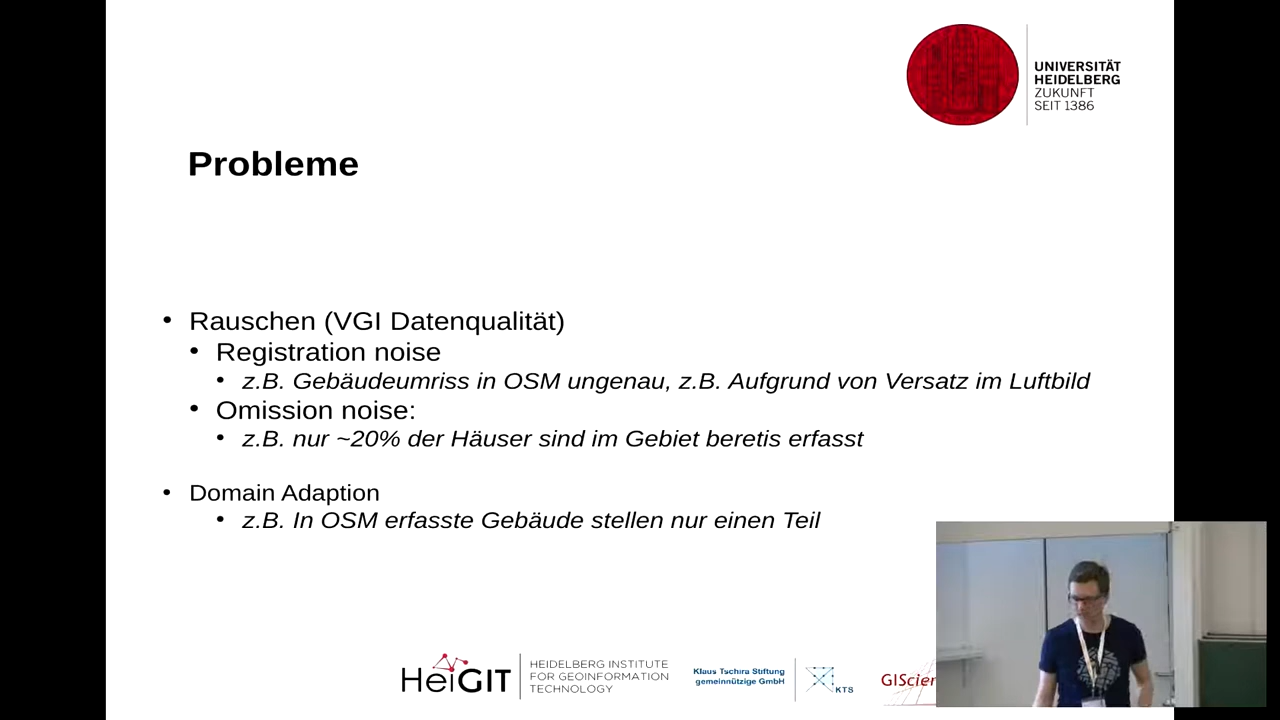 UNIVERSITÄT
HEIDELBERG
ZUKUNFT
SEIT 1386
Probleme
• Rauschen (VGI Datenqualität)
• Registration noise
• z.B. Gebäudeumriss in OSM ungenau, z.B. Aufgrund von Versatz im Luftbild
• Omission noise:
• z.B. nur ~20% der Häuser sind im Gebiet beretis erfasst
• Domain Adaption
• z.B. In OSM erfasste Gebäude stellen nur einen Teil
HeiGIT
HEIDELBERG INSTITUTE
FOR GEOINFORMATION
TECHNOLOGY
Klaus Tschira Stiftung
gemeinnützige GmbH
KTS
GIScien